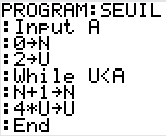 PROGRAM:SEUIL
:Input A
:0→N
:2→U
:While U<A
:N+1→N
:4*U→U
:End